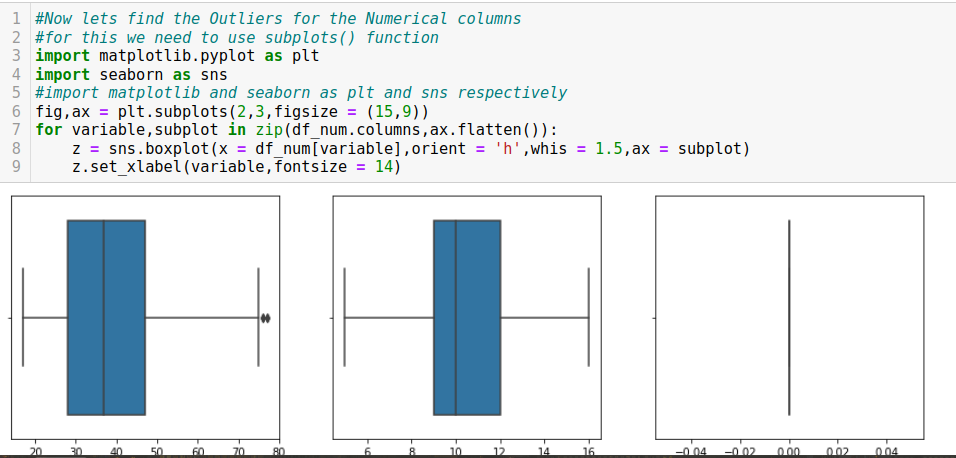 1 #Now lets find the Outliers for the Numerical columns
2 #for this we need to use subplots() function
3 import matplotlib.pyplot as plt
4 import seaborn as sns
5 #import matplotlib and seaborn as plt and sns respectively
6 fig,ax = plt.subplots(2,3,figsize = (15,9))
7 for variable,subplot in zip(df_num.columns,ax.flatten()):
8     z = sns.boxplot(x = df_num[variable],orient = 'h',whis = 1.5,ax = subplot)
9     z.set_xlabel(variable,fontsize = 14)
20 30 40 50 60 70 80 6 8 10 12 14 16 −0.04 −0.02 0.00 0.02 0.04